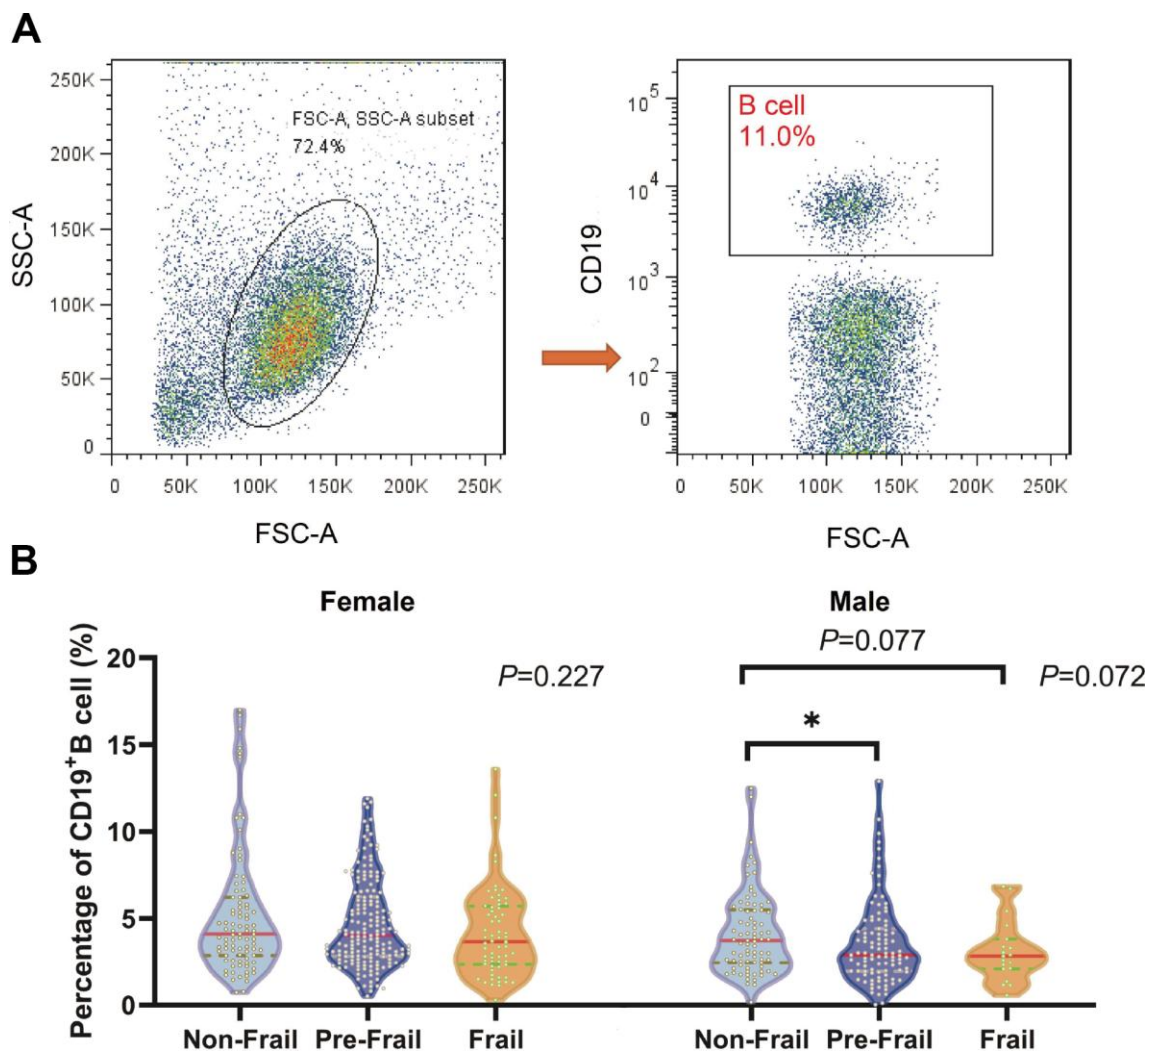 A
250K
200K
150K
100K
50K
0
SSC-A
FSC-A, SSC-A subset
72.4%
0 50K 100K 150K 200K 250K
FSC-A
B cell
11.0%
10^5
10^4
10^3
10^2
0
CD19
0 50K 100K 150K 200K 250K
FSC-A
B
Female
Male
P=0.227
P=0.077
P=0.072
*
Percentage of CD19+B cell (%)
20
15
10
5
0
Non-Frail Pre-Frail Frail
Non-Frail Pre-Frail Frail